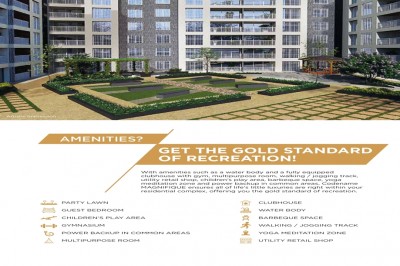 AMENITIES?
GET THE GOLD STANDARD
OF RECREATION!
With amenities such as a water body and a fully equipped
clubhouse with gym, multipurpose room, walking / jogging track,
utility retail shop, children's play area, barbeque space, yoga
meditation zone and power backup in common areas, Codename
MAGNIFIQUE ensures all of life's little luxuries are right within your
residential complex, offering you the gold standard of recreation.
PARTY LAWN
GUEST BEDROOM
CHILDREN'S PLAY AREA
GYMNASIUM
POWER BACKUP IN COMMON AREAS
MULTIPURPOSE ROOM
CLUBHOUSE
WATER BODY
BARBEQUE SPACE
WALKING / JOGGING TRACK
YOGA MEDITATION ZONE
UTILITY RETAIL SHOP